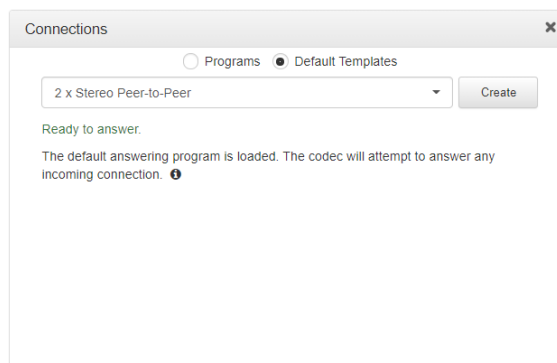 Connections
Programs Default Templates
2 x Stereo Peer-to-Peer
Create
Ready to answer.
The default answering program is loaded. The codec will attempt to answer any
incoming connection.